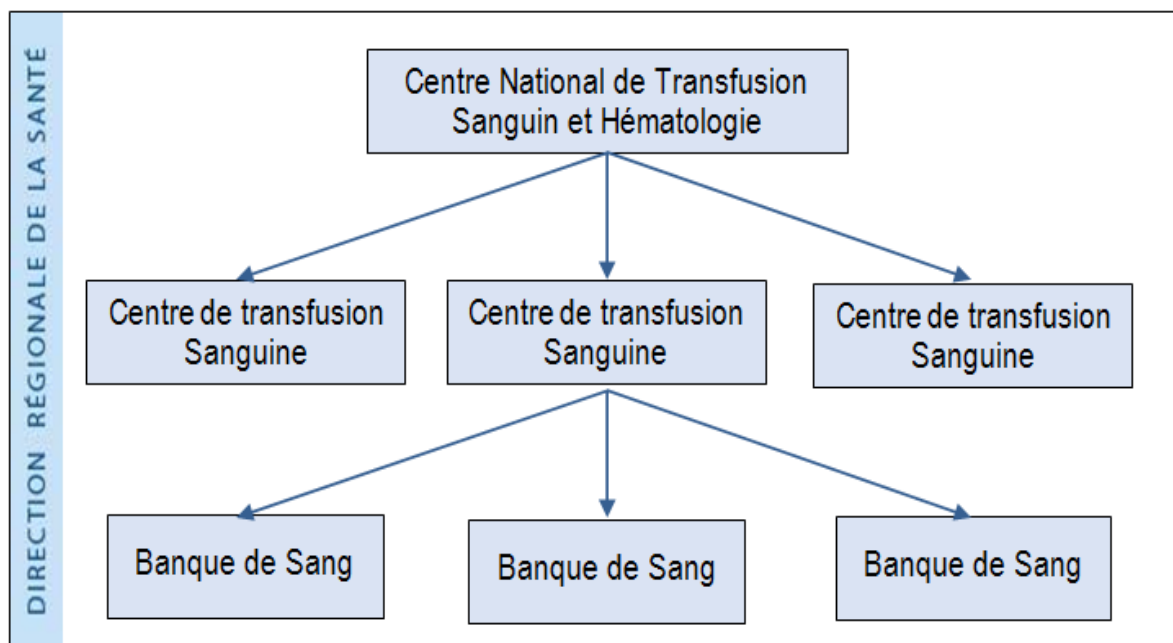 DIRECTION RÉGIONALE DE LA SANTÉ
Centre National de Transfusion
Sanguin et Hématologie
Centre de transfusion
Sanguine
Centre de transfusion
Sanguine
Centre de transfusion
Sanguine
Banque de Sang
Banque de Sang
Banque de Sang